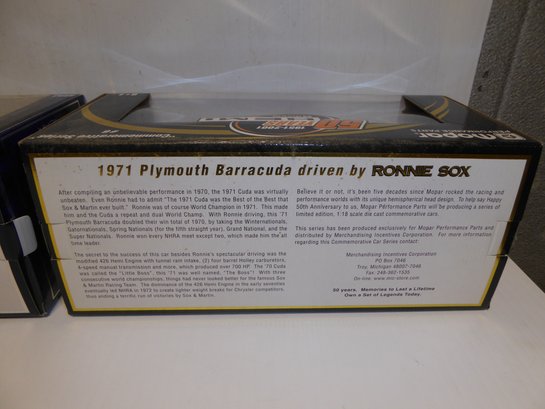 1971 Plymouth Barracuda driven by RONNIE SOX
After compiling an unbelievable performance in 1970, the 1971 Cuda was virtually
unbeaten. Even Ronnie had to admit "The 1971 Cuda was the Best of the Best that
Sox & Martin ever built." Ronnie was of course World Champion in 1971. This made
him and the Cuda a repeat and dual World Champ. With Ronnie driving, this '71
Plymouth Barracuda doubled their win total of 1970, by taking the Winternationals,
Gatornationals, Spring Nationals (for the fifth straight year), Grand National, and the
Super Nationals. Ronnie won every NHRA meet except two, which made him the all
time leader.
The secret to the success of this car besides Ronnie's spectacular driving was the
modified 426 Hemi Engine with tunnel ram intake, (2) four barrel Holley carburetors,
4-speed manual transmission and more, which produced over 700 HP. The '70 Cuda
was called the "Little Boss", this '71 was well named, "The Boss"! With three
consecutive world championships, things had never looked better for the famous Sox
& Martin Racing Team. The dominance of the 426 Hemi Engine in the early seventies
eventually led NHRA in 1972 to create lighter weight breaks for Chrysler competitors,
thus sliding a terrific run of victories by Sox & Martin.
Believe it or not, it's been five decades since Mopar rocked the racing and
performance worlds with its unique hemispherical head design. To help say Happy
50th Anniversary to us, Mopar Performance Parts will be producing a series of
limited edition, 1:18 scale die cast commemorative cars.
This series has been produced exclusively for Mopar Performance Parts and
distributed by Merchandising Incentives Corporation. For more information
regarding this Commemorative Car Series contact:
Merchandising Incentives Corporation
PO Box 7046
Troy, Michigan 48007-7046
Fax: 248-362-1530
On-line: www.mic-store.com
50 years. Memories to Last a Lifetime
Own a Set of Legends Today.